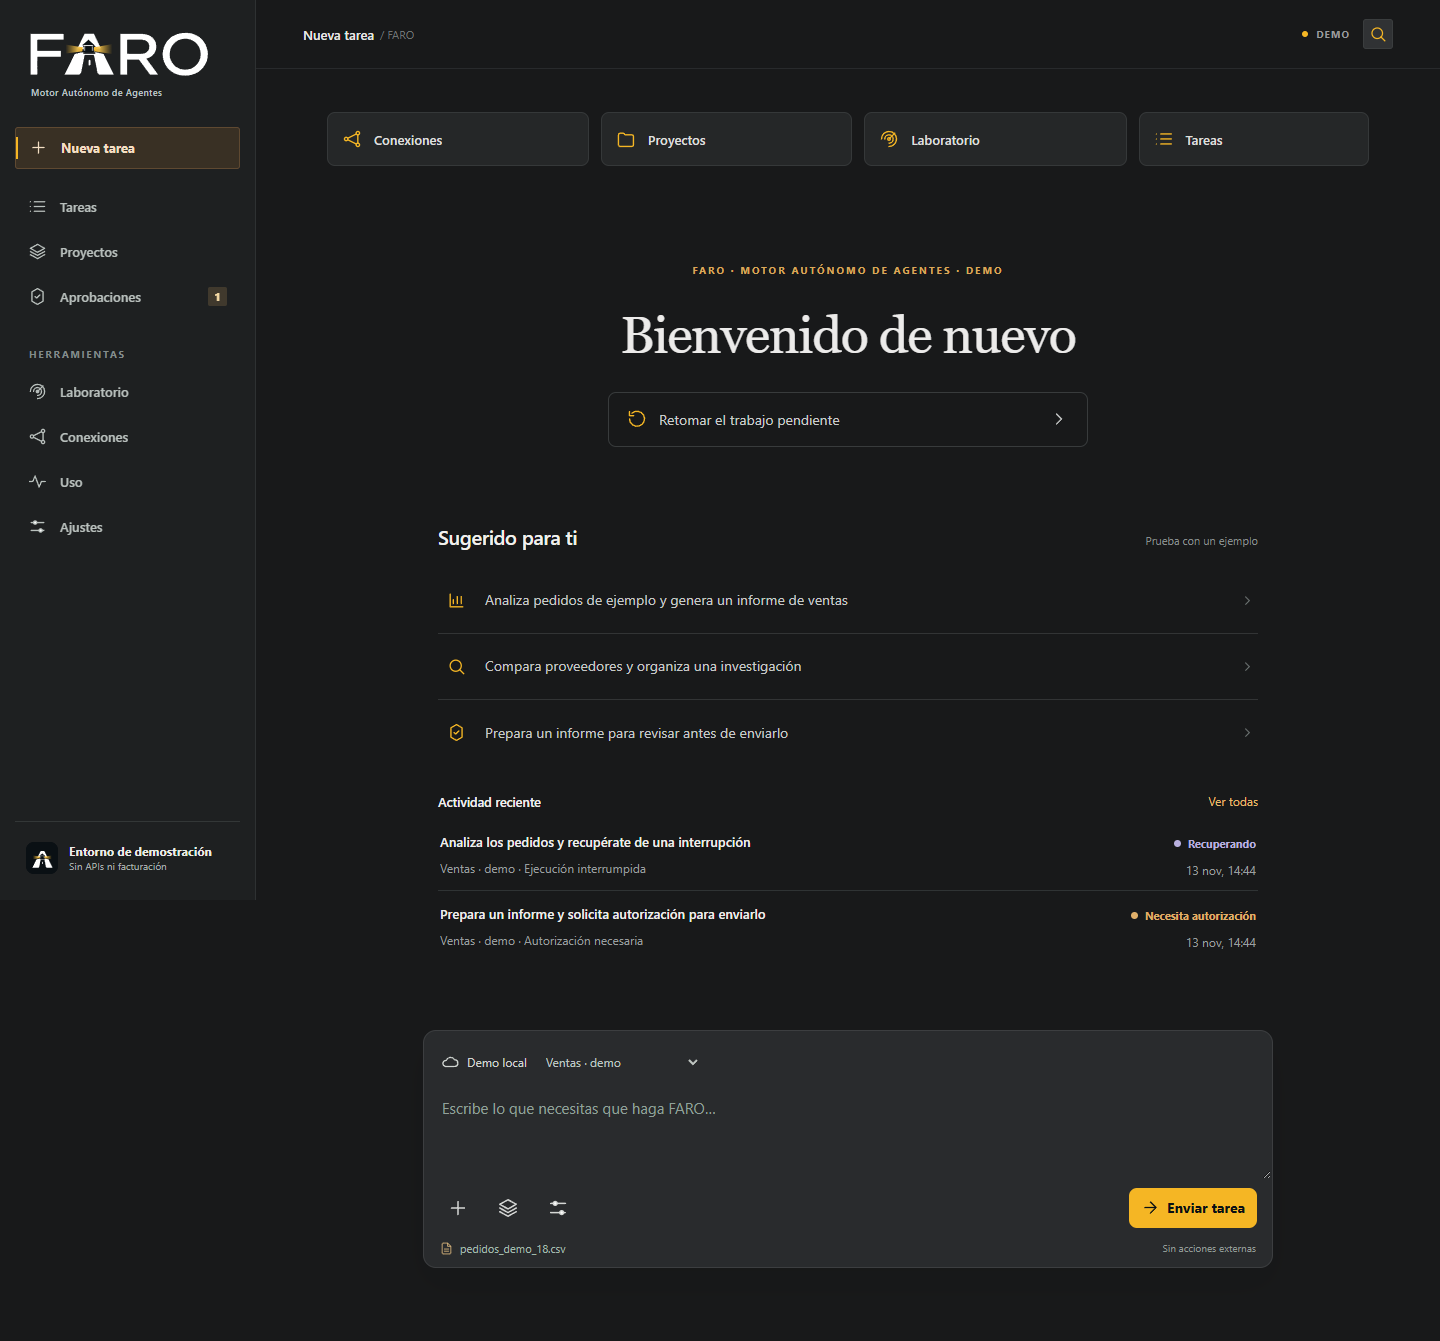 FARO
Motor Autónomo de Agentes
Nueva tarea
Tareas
Proyectos
Aprobaciones 1
HERRAMIENTAS
Laboratorio
Conexiones
Uso
Ajustes
Entorno de demostración
Sin APIs ni facturación
Nueva tarea / FARO
DEMO
Conexiones
Proyectos
Laboratorio
Tareas
FARO · MOTOR AUTÓNOMO DE AGENTES · DEMO
Bienvenido de nuevo
Retomar el trabajo pendiente
Sugerido para ti
Prueba con un ejemplo
Analiza pedidos de ejemplo y genera un informe de ventas
Compara proveedores y organiza una investigación
Prepara un informe para revisar antes de enviarlo
Actividad reciente
Ver todas
Analiza los pedidos y recupérate de una interrupción
Recuperando
Ventas · demo · Ejecución interrumpida
13 nov, 14:44
Prepara un informe y solicita autorización para enviarlo
Necesita autorización
Ventas · demo · Autorización necesaria
13 nov, 14:44
Demo local
Ventas · demo
Escribe lo que necesitas que haga FARO...
Enviar tarea
pedidos_demo_18.csv
Sin acciones externas